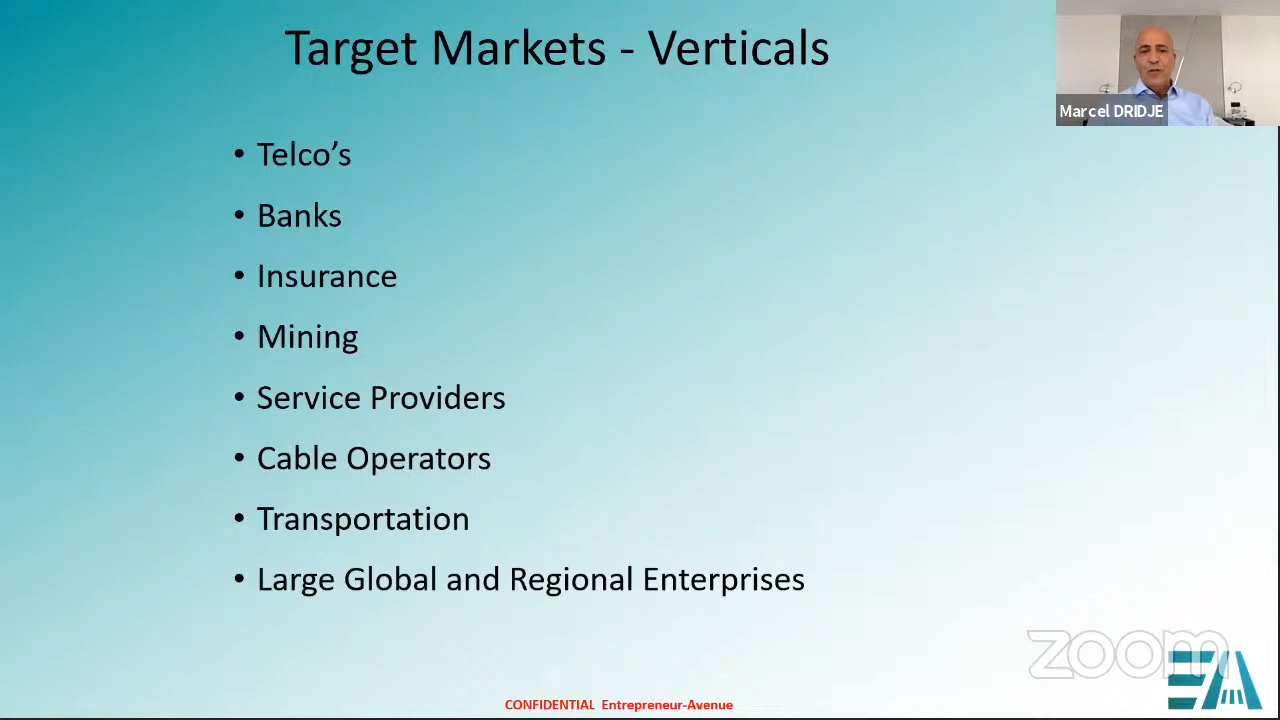 Target Markets - Verticals
Marcel DRIDJE
• Telco’s
• Banks
• Insurance
• Mining
• Service Providers
• Cable Operators
• Transportation
• Large Global and Regional Enterprises
zoom
EA
CONFIDENTIAL Entrepreneur-Avenue